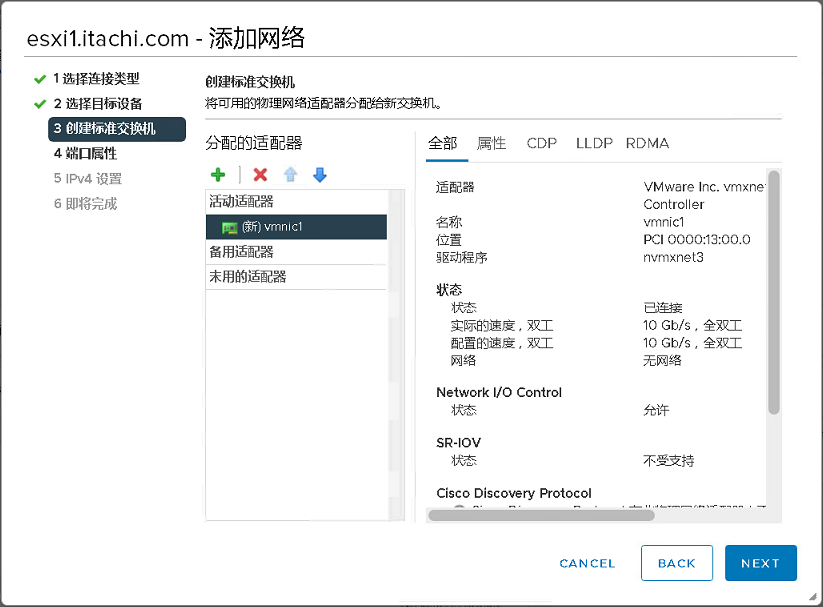 esxi1.itachi.com - 添加网络
1 选择连接类型
2 选择目标设备
3 创建标准交换机
4 端口属性
5 IPv4 设置
6 即将完成
创建标准交换机
将可用的物理网络适配器分配给新交换机。
分配的适配器
活动适配器
(新) vmnic1
备用适配器
未用的适配器
全部 属性 CDP LLDP RDMA
适配器 VMware Inc. vmxne
Controller
名称 vmnic1
位置 PCI 0000:13:00.0
驱动程序 nvmxnet3
状态
状态 已连接
实际的速度，双工 10 Gb/s，全双工
配置的速度，双工 10 Gb/s，全双工
网络 无网络
Network I/O Control
状态 允许
SR-IOV
状态 不受支持
Cisco Discovery Protocol
CANCEL BACK NEXT